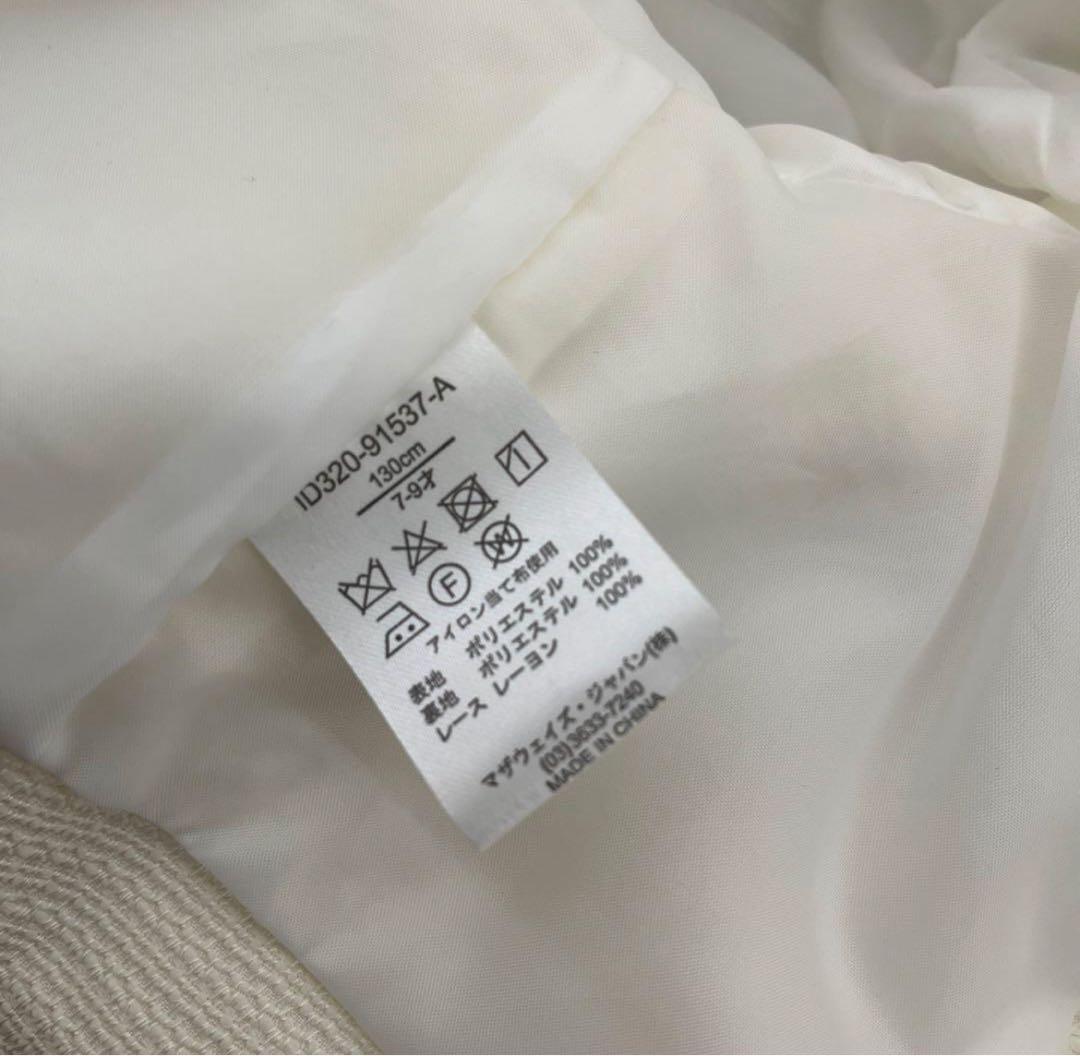 ID320-91537-A
130cm
7-9才
F W
アイロン当て布使用
表地 ポリエステル 100%
裏地 ポリエステル 100%
レース レーヨン 100%
マザウェイズ・ジャパン(株)
(03)3633-7240
MADE IN CHINA